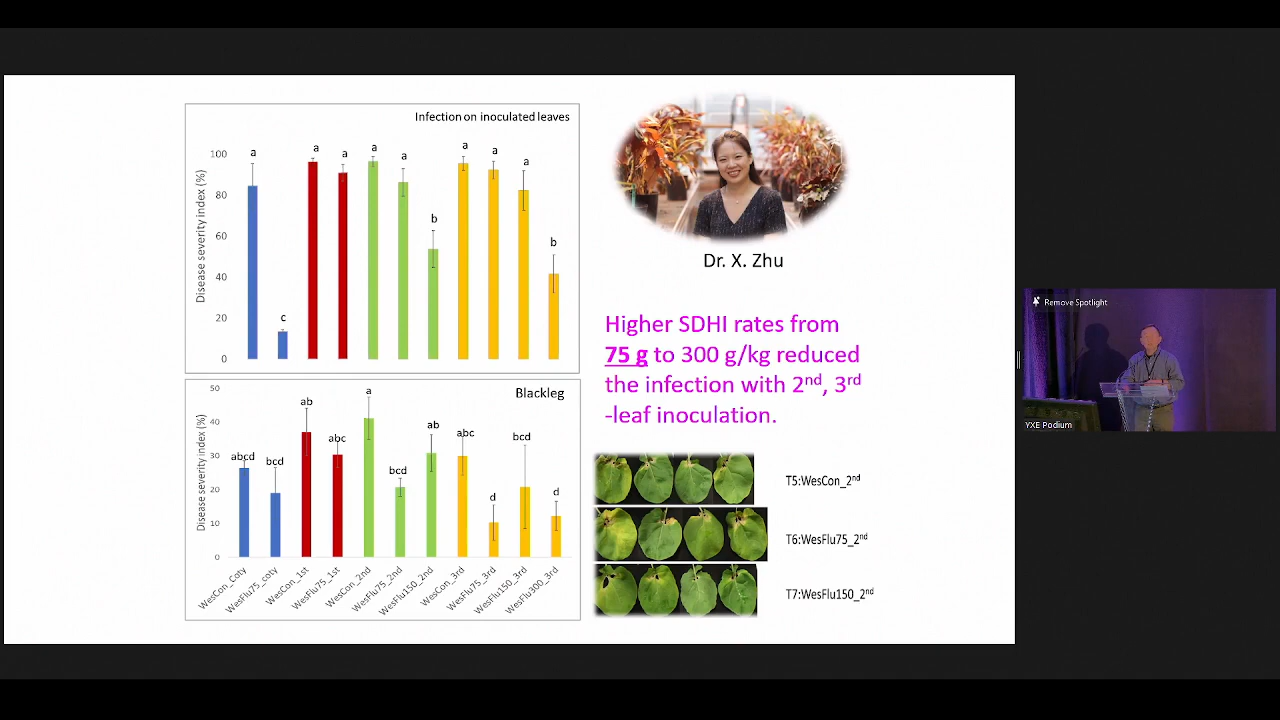 Infection on inoculated leaves
Disease severity index (%)
100
80
60
40
20
0
a
c
a
a
a
a
b
a
a
a
b
Blackleg
Disease severity index (%)
50
40
30
20
10
0
abcd
bcd
ab
abc
a
bcd
ab
abc
d
bcd
d
WesCon_Coty
WesFlu75_coty
WesCon_1st
WesFlu75_1st
WesCon_2nd
WesFlu75_2nd
WesFlu150_2nd
WesCon_3rd
WesFlu75_3rd
WesFlu150_3rd
WesFlu300_3rd
Dr. X. Zhu
Higher SDHI rates from
75 g to 300 g/kg reduced
the infection with 2nd, 3rd
-leaf inoculation.
T5:WesCon_2nd
T6:WesFlu75_2nd
T7:WesFlu150_2nd
Remove Spotlight
YXE Podium